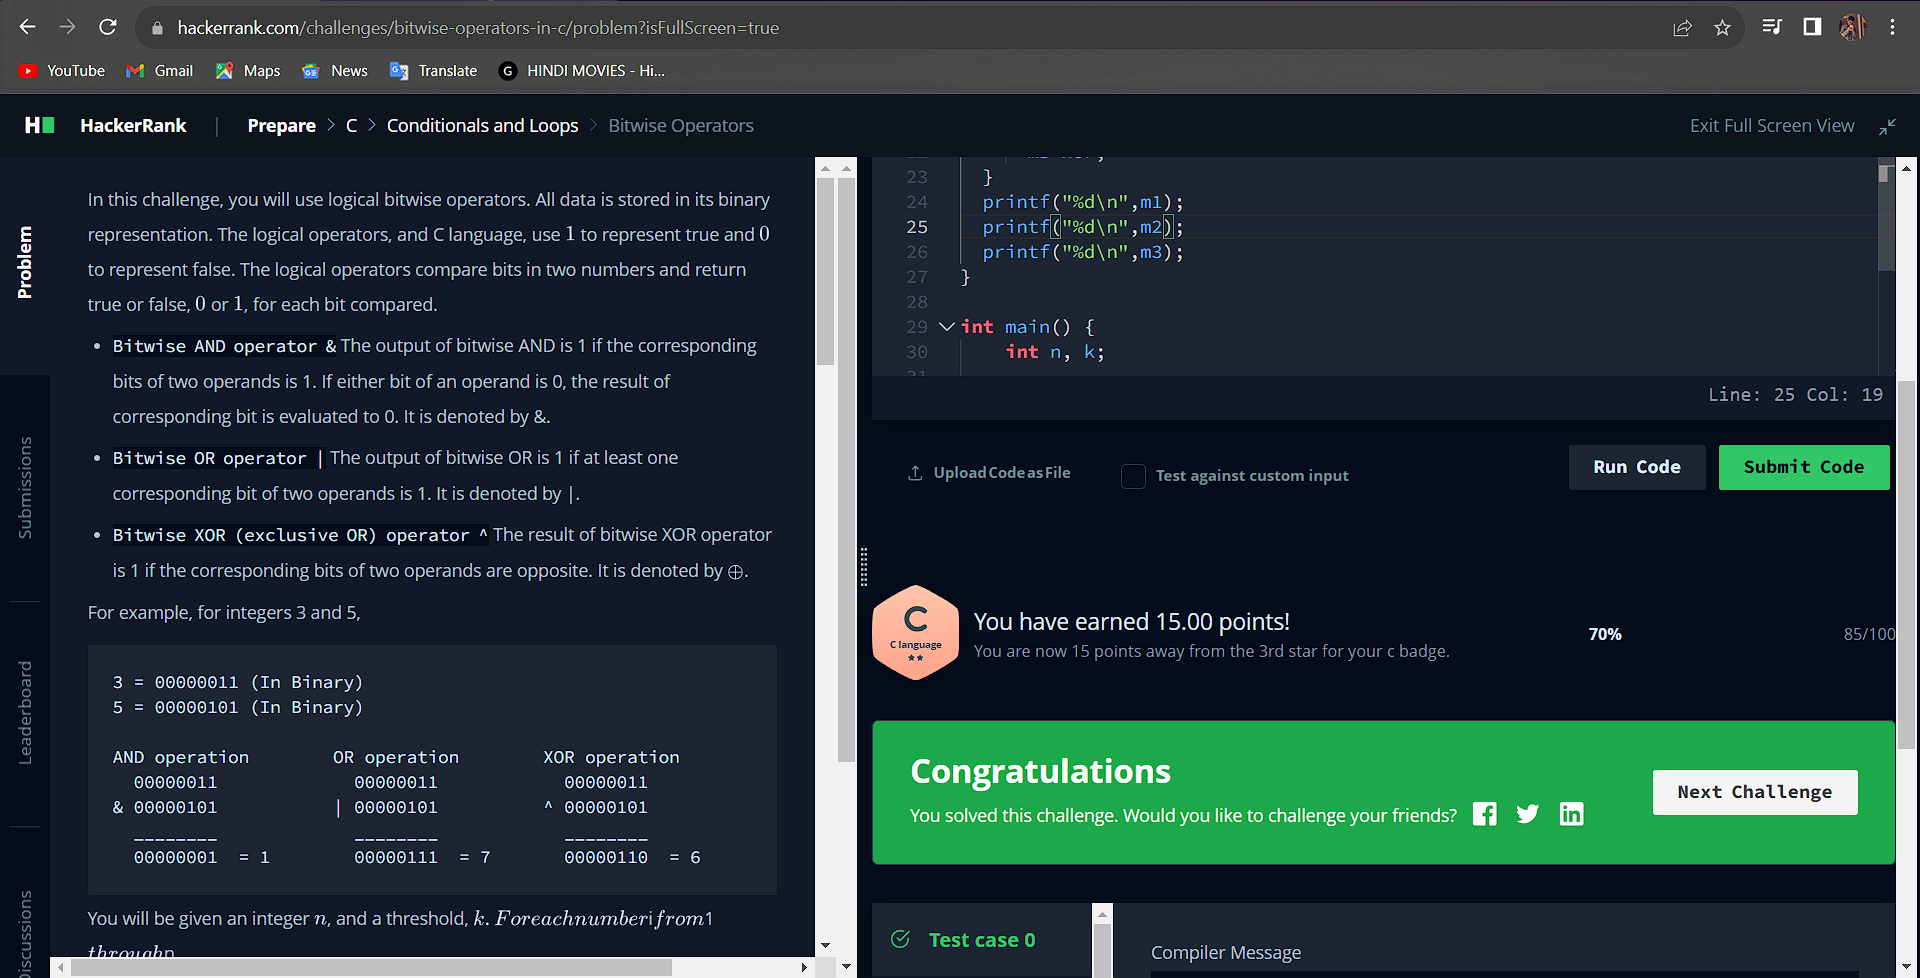 hackerrank.com/challenges/bitwise-operators-in-c/problem?isFullScreen=true
YouTube Gmail Maps News Translate G HINDI MOVIES - Hi...
H HackerRank | Prepare > C > Conditionals and Loops > Bitwise Operators Exit Full Screen View
Problem
Submissions
Leaderboard
Discussions
In this challenge, you will use logical bitwise operators. All data is stored in its binary
representation. The logical operators, and C language, use 1 to represent true and 0
to represent false. The logical operators compare bits in two numbers and return
true or false, 0 or 1, for each bit compared.
• Bitwise AND operator & The output of bitwise AND is 1 if the corresponding
bits of two operands is 1. If either bit of an operand is 0, the result of
corresponding bit is evaluated to 0. It is denoted by &.
• Bitwise OR operator | The output of bitwise OR is 1 if at least one
corresponding bit of two operands is 1. It is denoted by |.
• Bitwise XOR (exclusive OR) operator ^ The result of bitwise XOR operator
is 1 if the corresponding bits of two operands are opposite. It is denoted by ⊕.
For example, for integers 3 and 5,
3 = 00000011 (In Binary)
5 = 00000101 (In Binary)
AND operation OR operation XOR operation
00000011 00000011 00000011
& 00000101 | 00000101 ^ 00000101
________ ________ ________
00000001 = 1 00000111 = 7 00000110 = 6
You will be given an integer n, and a threshold, k. Foreachnumberifrom1
throughn
23 }
24 printf("%d\n",m1);
25 printf("%d\n",m2);
26 printf("%d\n",m3);
27 }
28
29 int main() {
30 int n, k;
31
Line: 25 Col: 19
Upload Code as File Test against custom input Run Code Submit Code
C
C language
★★
You have earned 15.00 points!
You are now 15 points away from the 3rd star for your c badge.
70% 85/100
Congratulations
You solved this challenge. Would you like to challenge your friends?
Next Challenge
Test case 0
Compiler Message